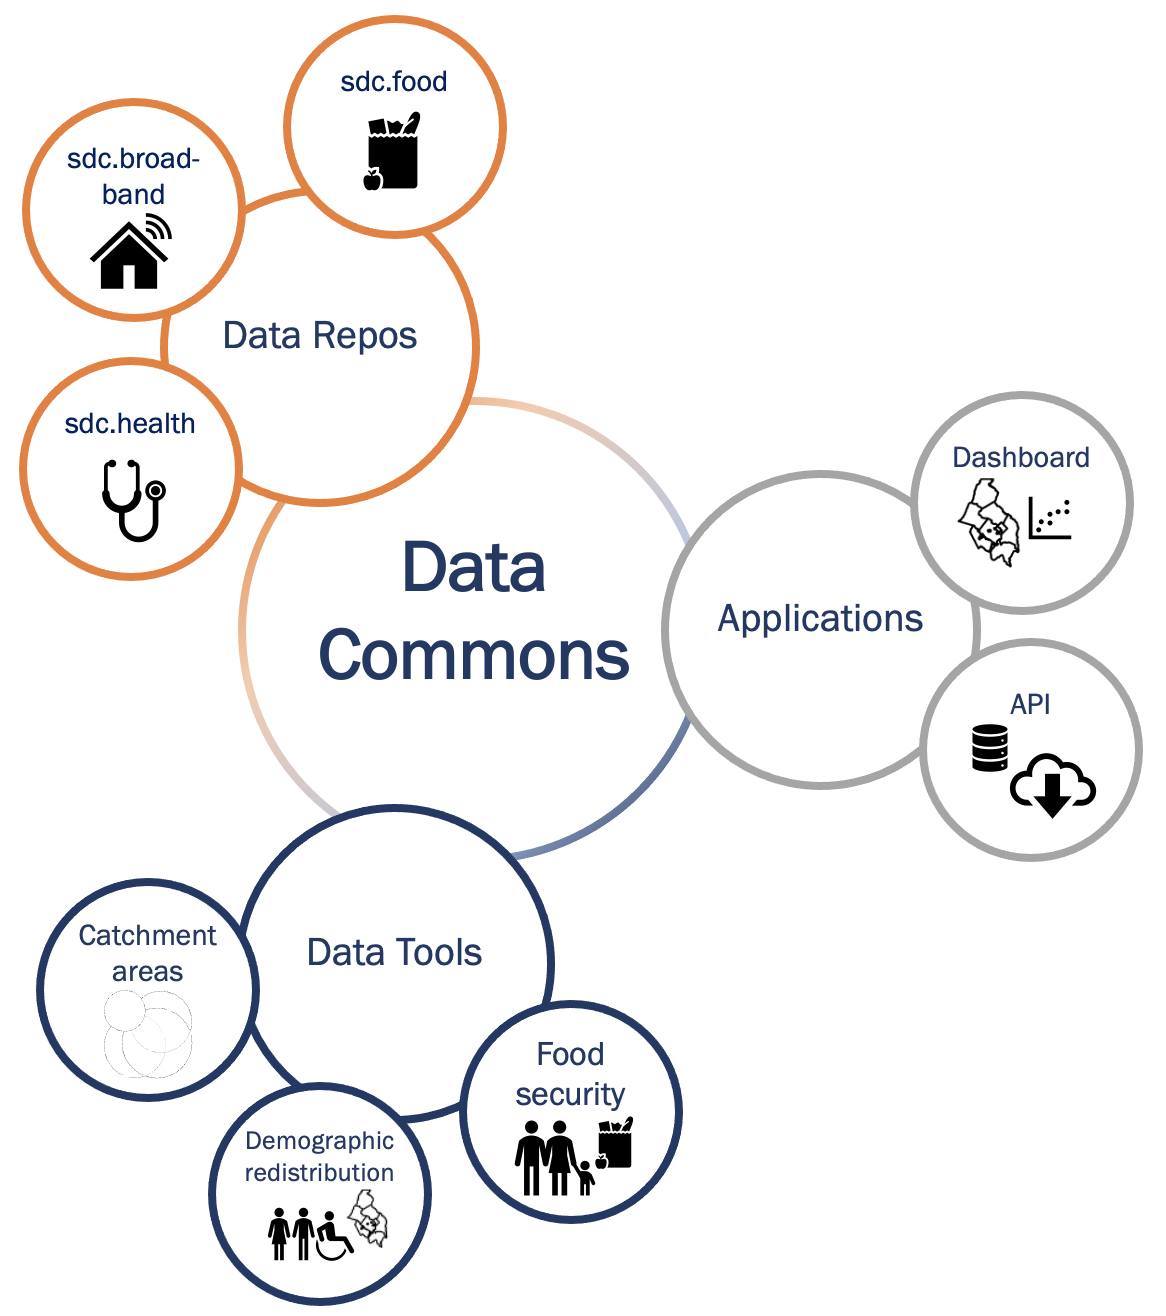 sdc.food
sdc.broad-
band
Data Repos
sdc.health
Dashboard
Data
Commons
Applications
API
Catchment
areas
Data Tools
Food
security
Demographic
redistribution